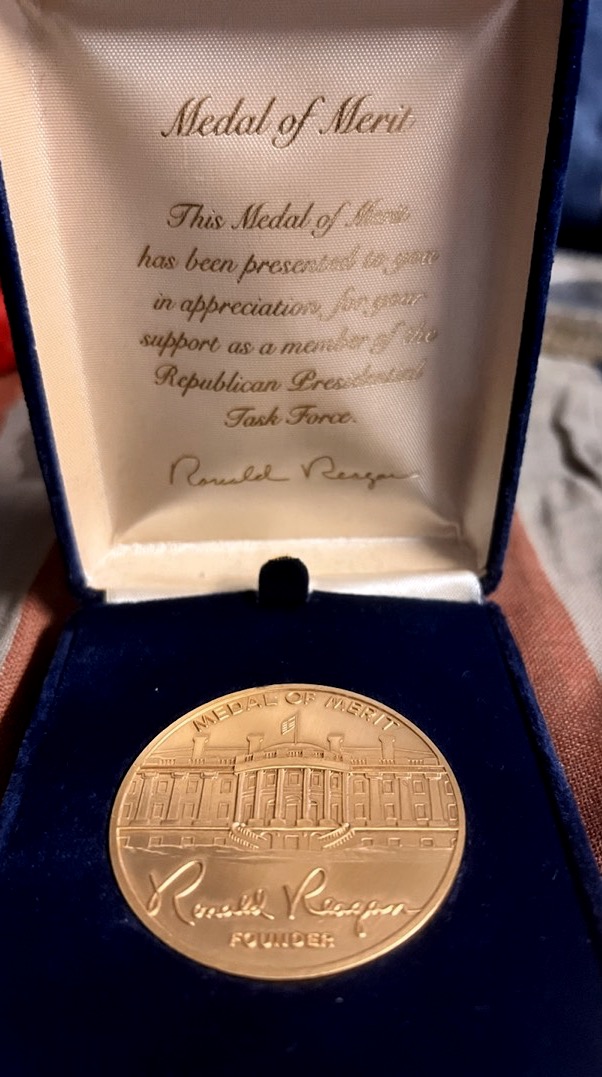 Medal of Merit
This Medal of Merit
has been presented to you
in appreciation, for your
support as a member of the
Republican Presidential
Task Force.
Ronald Reagan
MEDAL OF MERIT
Ronald Reagan
FOUNDER